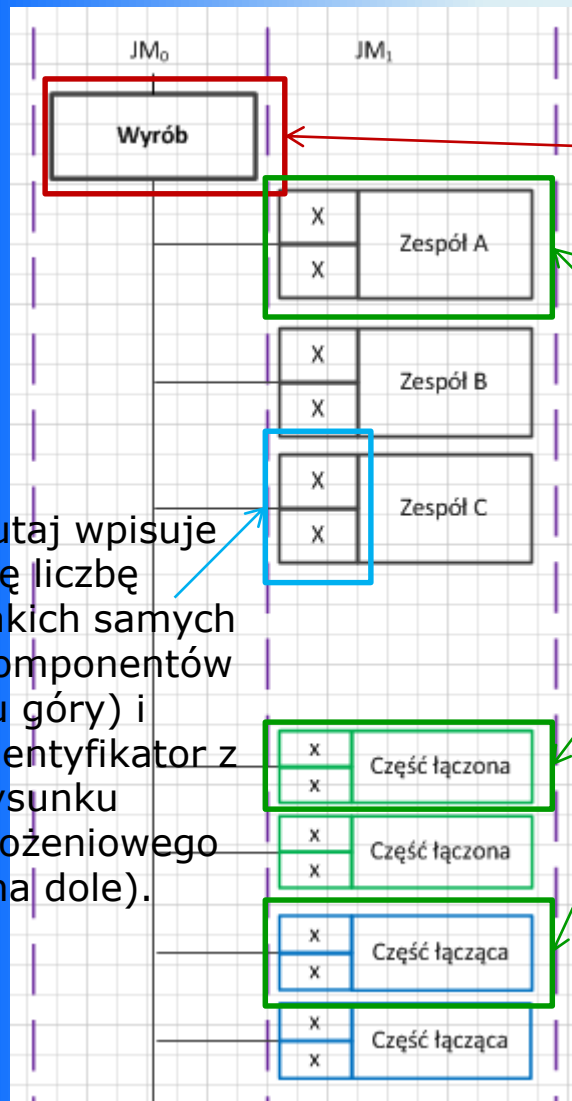 JM₀ JM₁
Wyrób
X
Zespół A
X
X
Zespół B
X
X
Zespół C
X
utaj wpisuje
ę liczbę
kich samych
omponentów
u góry) i
entyfikator z
ysunku
ożeniowego
na dole).
x
Część łączona
x
x
Część łączona
x
x
Część łącząca
x
x
Część łącząca
x